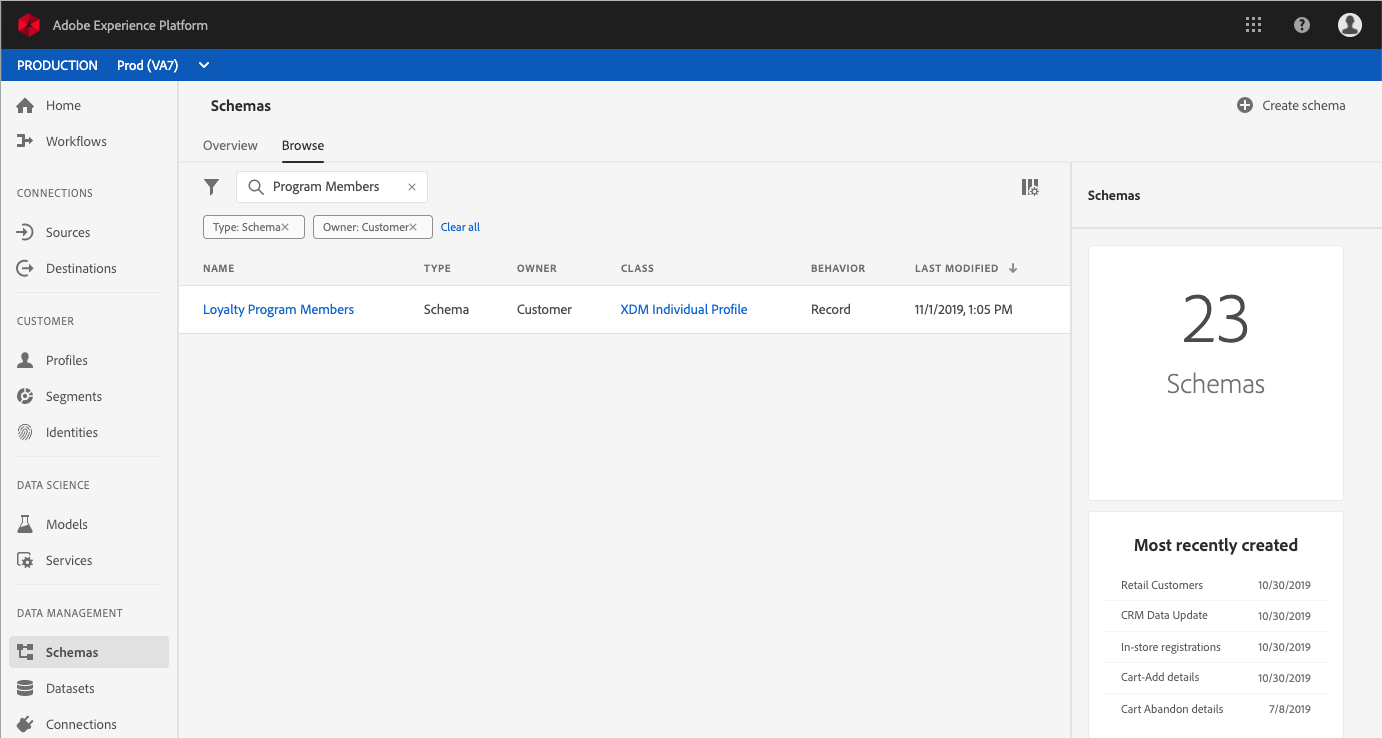 Adobe Experience Platform
PRODUCTION Prod (VA7)
Home
Workflows
CONNECTIONS
Sources
Destinations
CUSTOMER
Profiles
Segments
Identities
DATA SCIENCE
Models
Services
DATA MANAGEMENT
Schemas
Datasets
Connections
Schemas
Create schema
Overview Browse
Program Members
Type: Schema Owner: Customer Clear all
NAME TYPE OWNER CLASS BEHAVIOR LAST MODIFIED
Loyalty Program Members Schema Customer XDM Individual Profile Record 11/1/2019, 1:05 PM
Schemas
23
Schemas
Most recently created
Retail Customers 10/30/2019
CRM Data Update 10/30/2019
In-store registrations 10/30/2019
Cart-Add details 10/30/2019
Cart Abandon details 7/8/2019